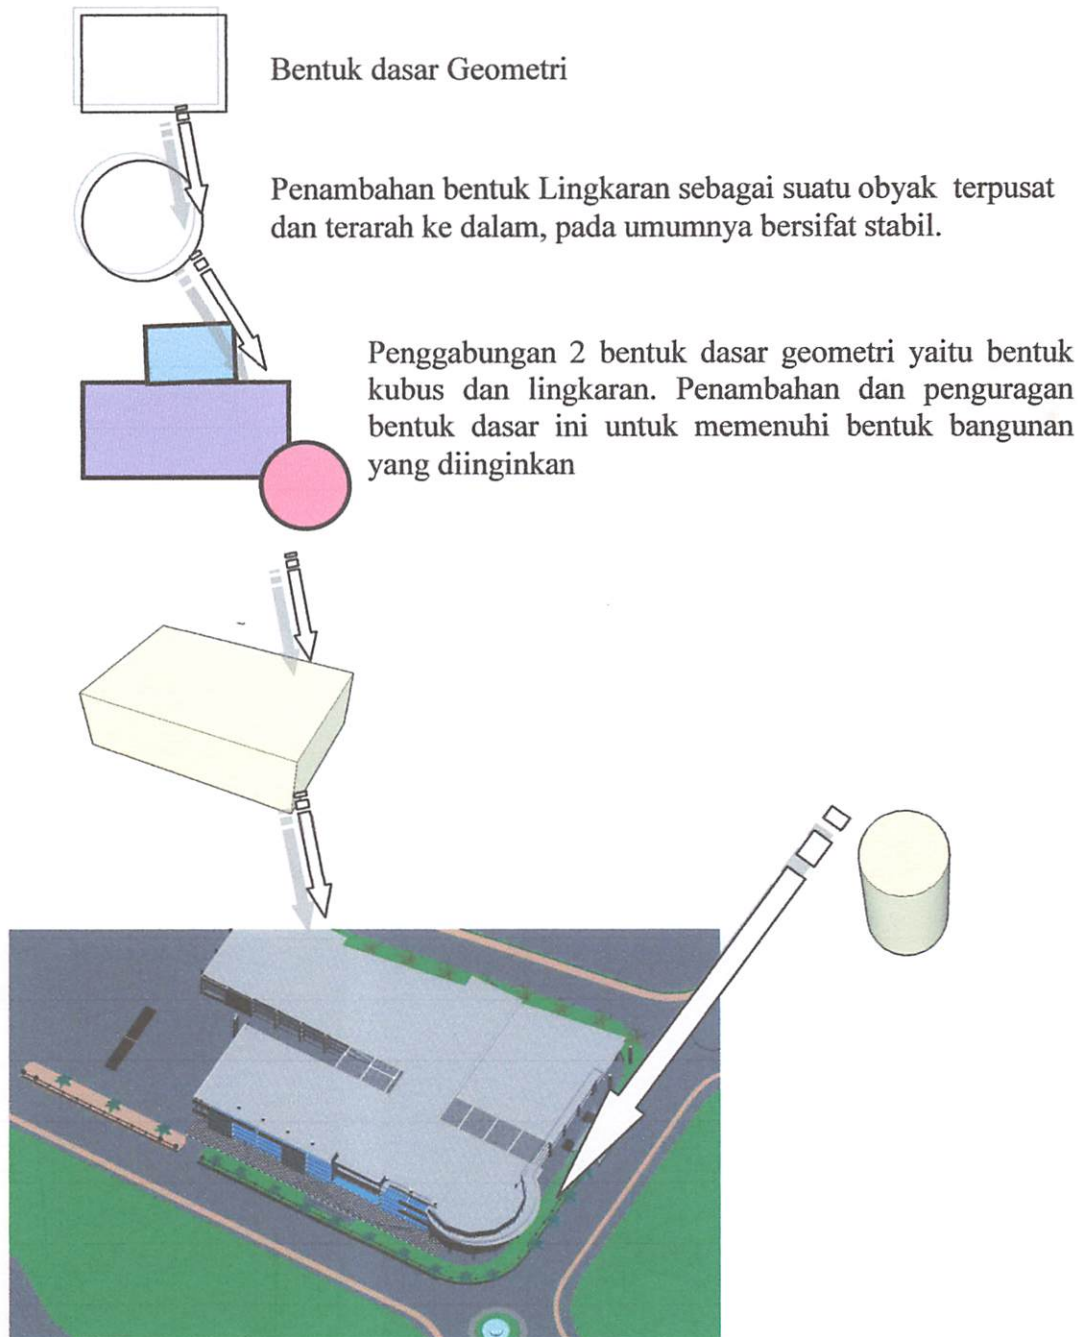 Bentuk dasar Geometri
Penambahan bentuk Lingkaran sebagai suatu obyak terpusat
dan terarah ke dalam, pada umumnya bersifat stabil.
Penggabungan 2 bentuk dasar geometri yaitu bentuk
kubus dan lingkaran. Penambahan dan penguragan
bentuk dasar ini untuk memenuhi bentuk bangunan
yang diinginkan